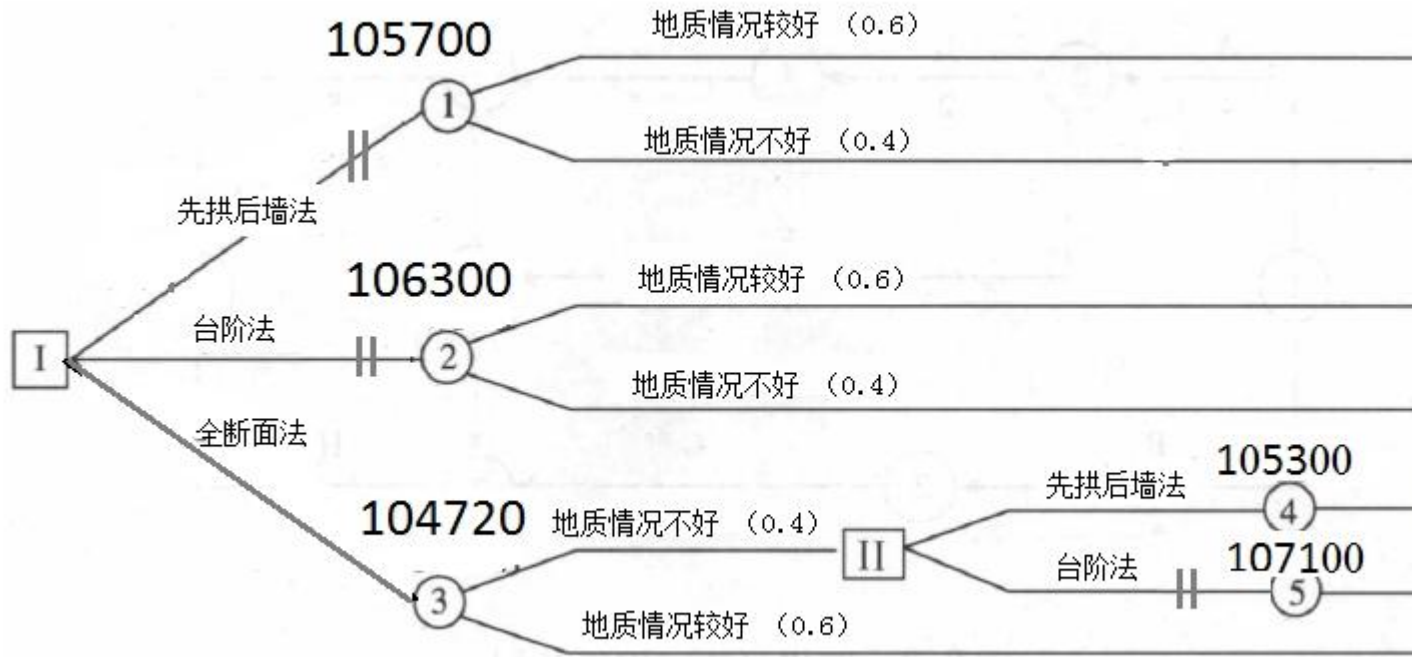 地质情况较好 （0.6）
105700
①
地质情况不好 （0.4）
先拱后墙法
地质情况较好 （0.6）
106300
台阶法
I
②
地质情况不好 （0.4）
全断面法
105300
先拱后墙法
④
104720
地质情况不好 （0.4）
II
107100
台阶法
⑤
③
地质情况较好 （0.6）